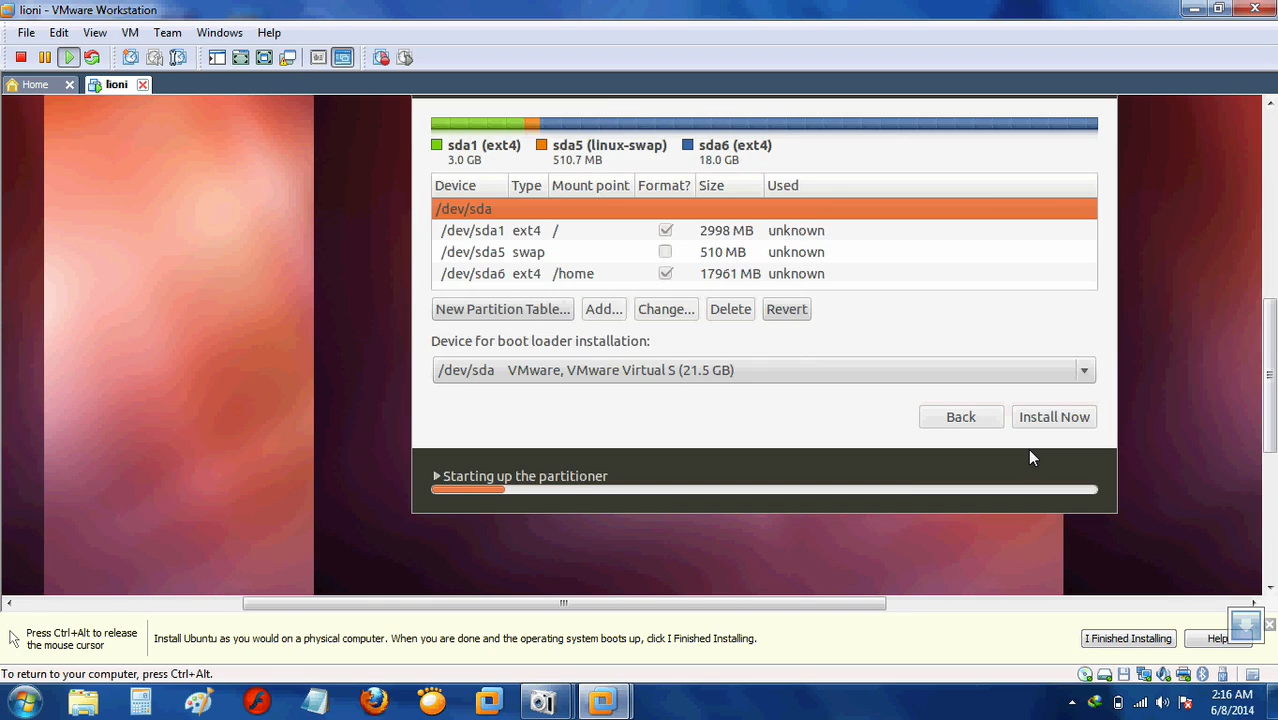 lioni - VMware Workstation
File Edit View VM Team Windows Help
Home lioni
sda1 (ext4) sda5 (linux-swap) sda6 (ext4)
3.0 GB 510.7 MB 18.0 GB
Device Type Mount point Format? Size Used
/dev/sda
/dev/sda1 ext4 / 2998 MB unknown
/dev/sda5 swap 510 MB unknown
/dev/sda6 ext4 /home 17961 MB unknown
New Partition Table... Add... Change... Delete Revert
Device for boot loader installation:
/dev/sda VMware, VMware Virtual S (21.5 GB)
Back Install Now
Starting up the partitioner
Press Ctrl+Alt to release
the mouse cursor
Install Ubuntu as you would on a physical computer. When you are done and the operating system boots up, click I Finished Installing.
I Finished Installing Help
To return to your computer, press Ctrl+Alt.
2:16 AM
6/8/2014